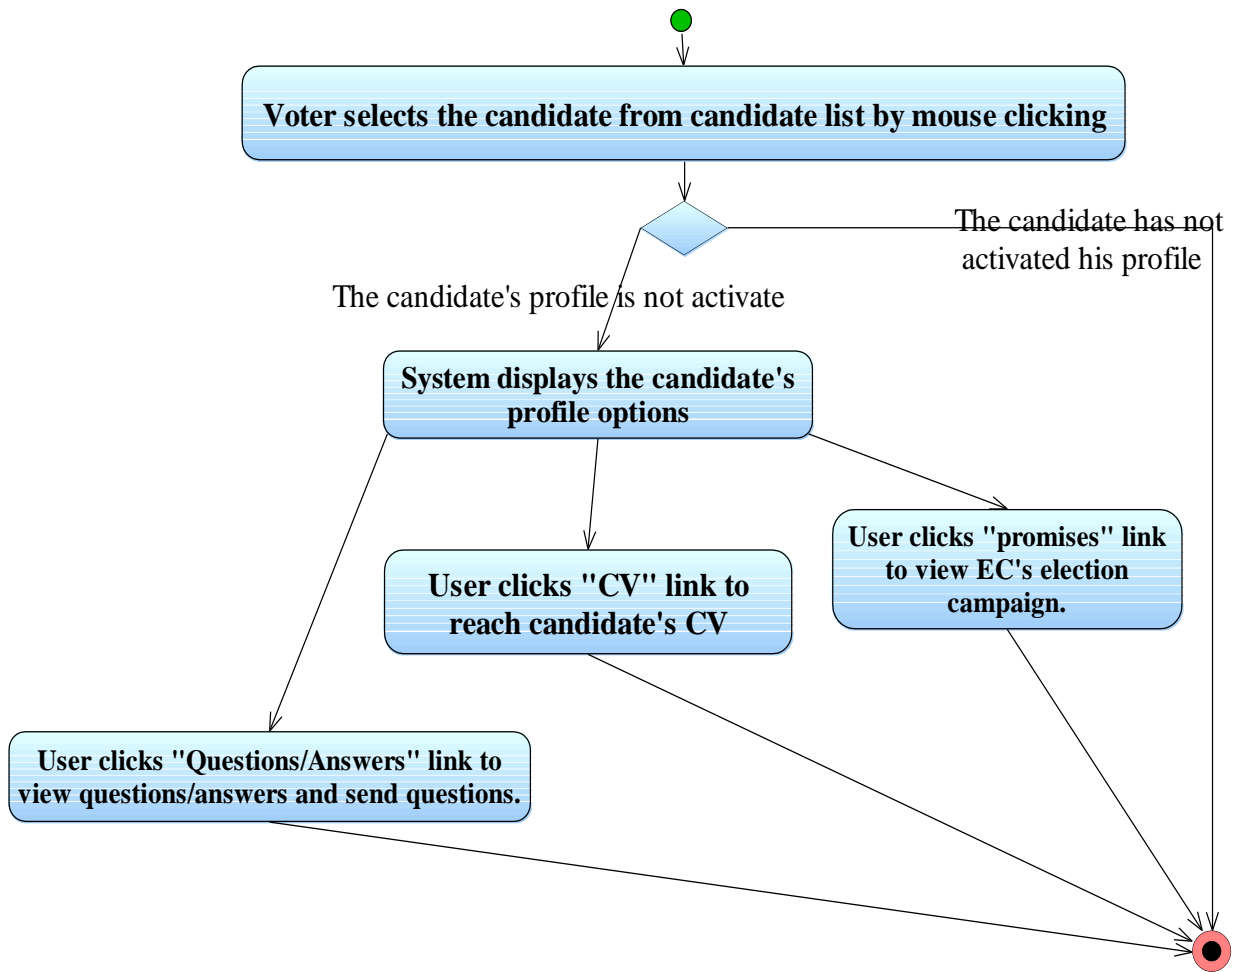 Voter selects the candidate from candidate list by mouse clicking
The candidate has not
activated his profile
The candidate's profile is not activate
System displays the candidate's
profile options
User clicks "promises" link
to view EC's election
campaign.
User clicks "CV" link to
reach candidate's CV
User clicks "Questions/Answers" link to
view questions/answers and send questions.